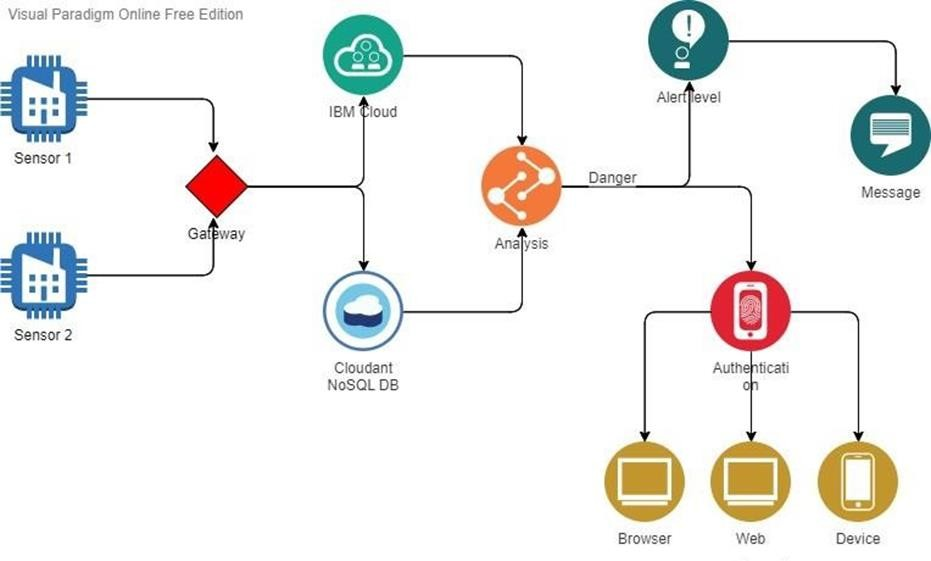 Visual Paradigm Online Free Edition
Sensor 1
Sensor 2
Gateway
IBM Cloud
Cloudant
NoSQL DB
Analysis
Danger
Alert level
Message
Authenticati
on
Browser
Web
Device